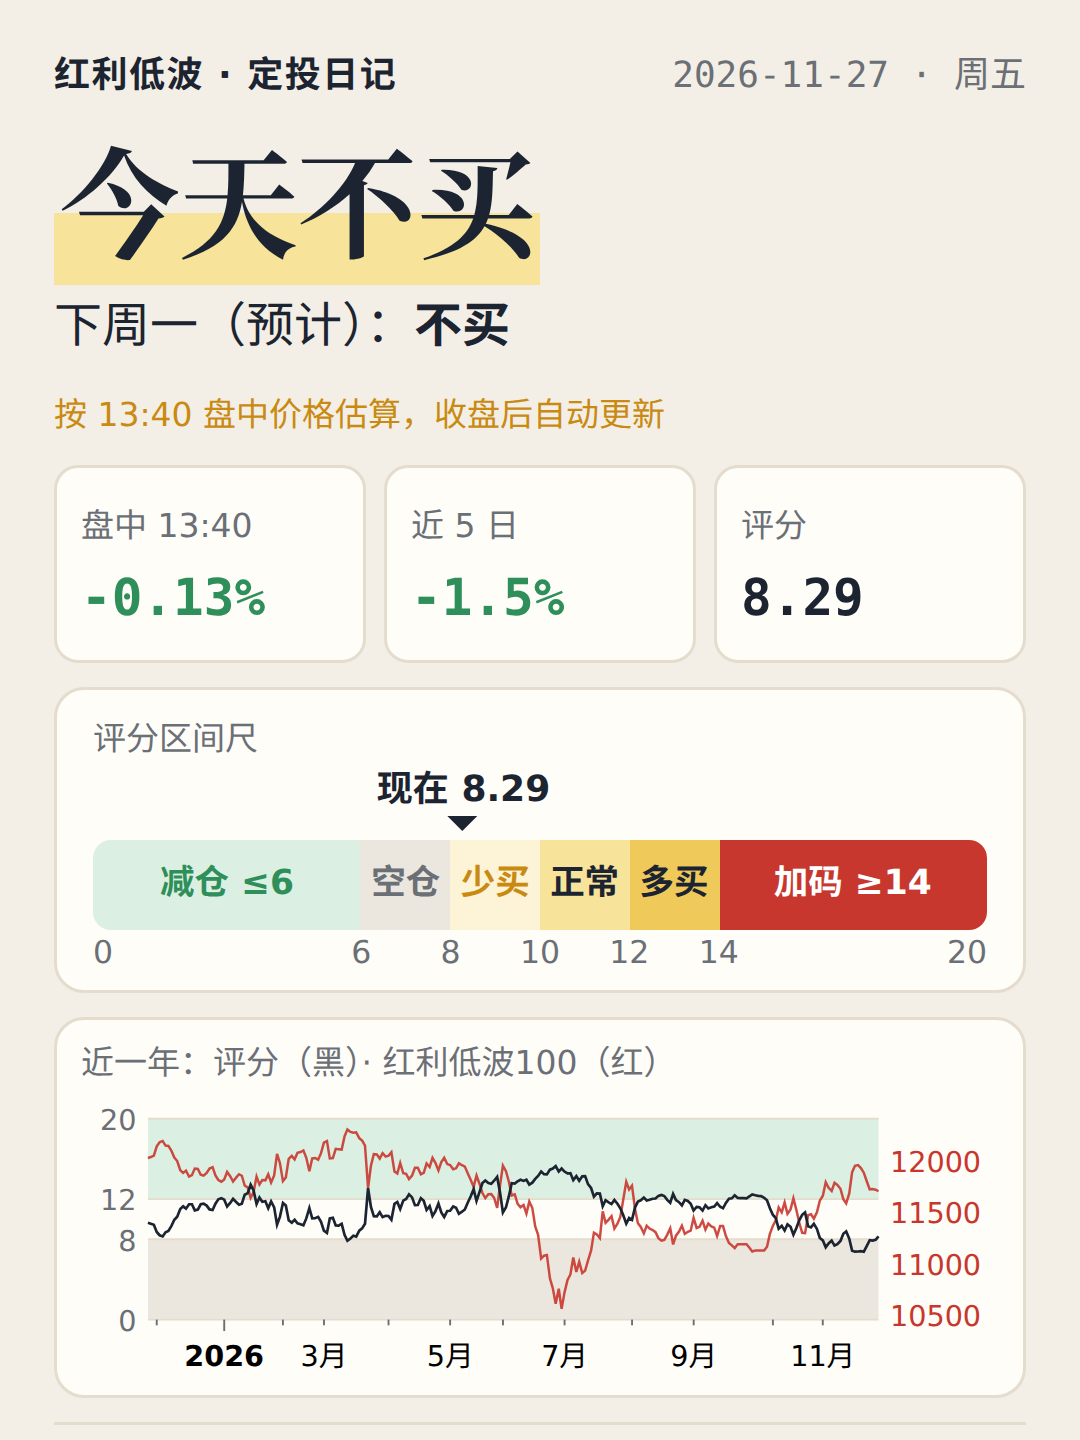 红利低波 · 定投日记
2026-11-27 · 周五
今天不买
下周一（预计）：不买
按 13:40 盘中价格估算，收盘后自动更新
盘中 13:40
-0.13%
近 5 日
-1.5%
评分
8.29
评分区间尺
现在 8.29
减仓 ≤6 空仓 少买 正常 多买 加码 ≥14
0 6 8 10 12 14 20
近一年：评分（黑）· 红利低波100（红）
20
12
8
0
12000
11500
11000
10500
2026 3月 5月 7月 9月 11月